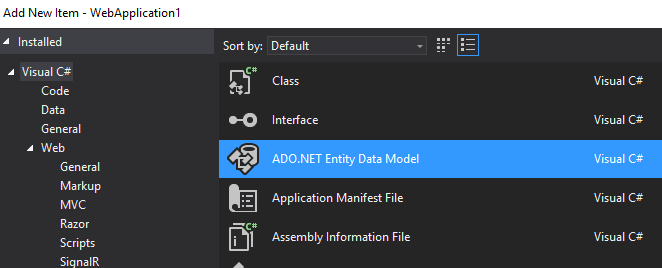 Add New Item - WebApplication1
Installed
Visual C#
Code
Data
General
Web
General
Markup
MVC
Razor
Scripts
SignalR
Sort by: Default
C# Class Visual C#
Interface Visual C#
ADO.NET Entity Data Model Visual C#
Application Manifest File Visual C#
C# Assembly Information File Visual C#